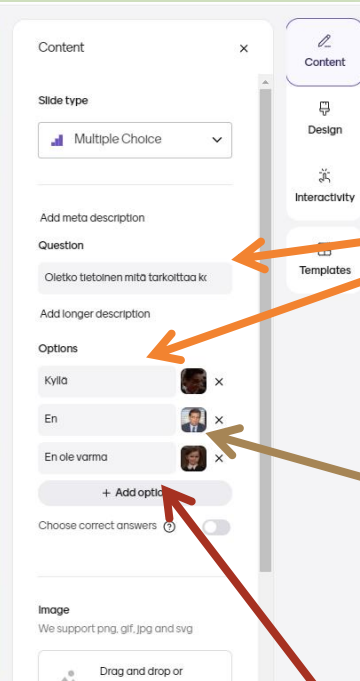 Content
Content
Slide type
Multiple Choice
Design
Interactivity
Add meta description
Question
Templates
Oletko tietoinen mitä tarkoittaa
Add longer description
Options
Kyllä
En
En ole varma
+ Add option
Choose correct answers
Image
We support png, gif, jpg and svg
Drag and drop or